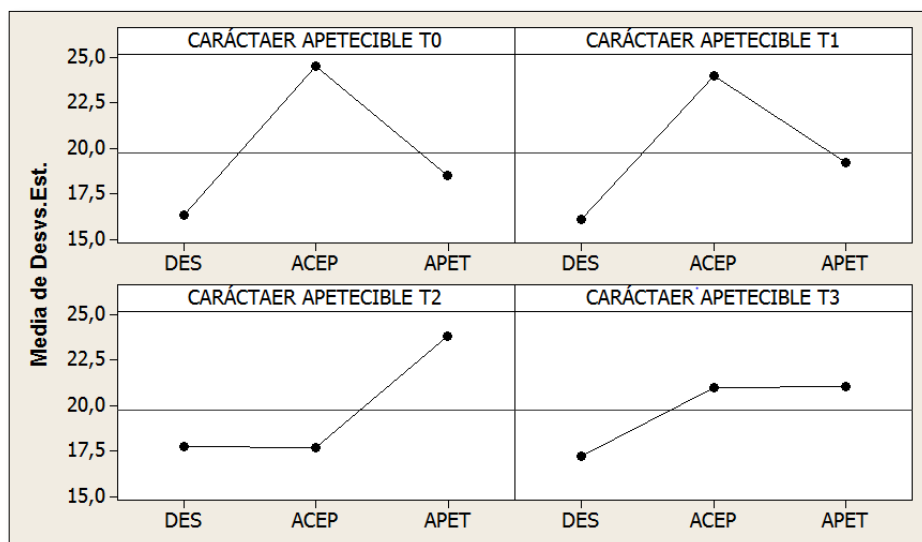 Media de Desvs.Est.
CARÁCTAER APETECIBLE T0
CARÁCTAER APETECIBLE T1
25,0
22,5
20,0
17,5
15,0
DES ACEP APET
DES ACEP APET
CARÁCTAER APETECIBLE T2
CARÁCTAER APETECIBLE T3
25,0
22,5
20,0
17,5
15,0
DES ACEP APET
DES ACEP APET